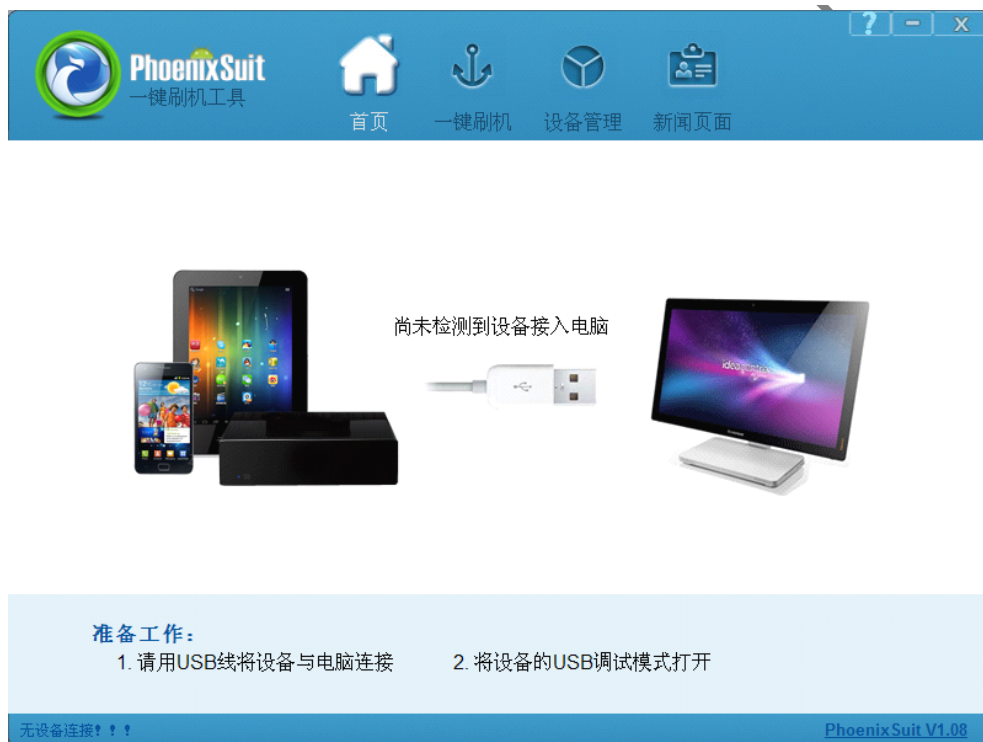 PhoenixSuit
一键刷机工具
首页
一键刷机
设备管理
新闻页面
?
尚未检测到设备接入电脑
准备工作:
1. 请用USB线将设备与电脑连接
2. 将设备的USB调试模式打开
无设备连接!!!
PhoenixSuit V1.08